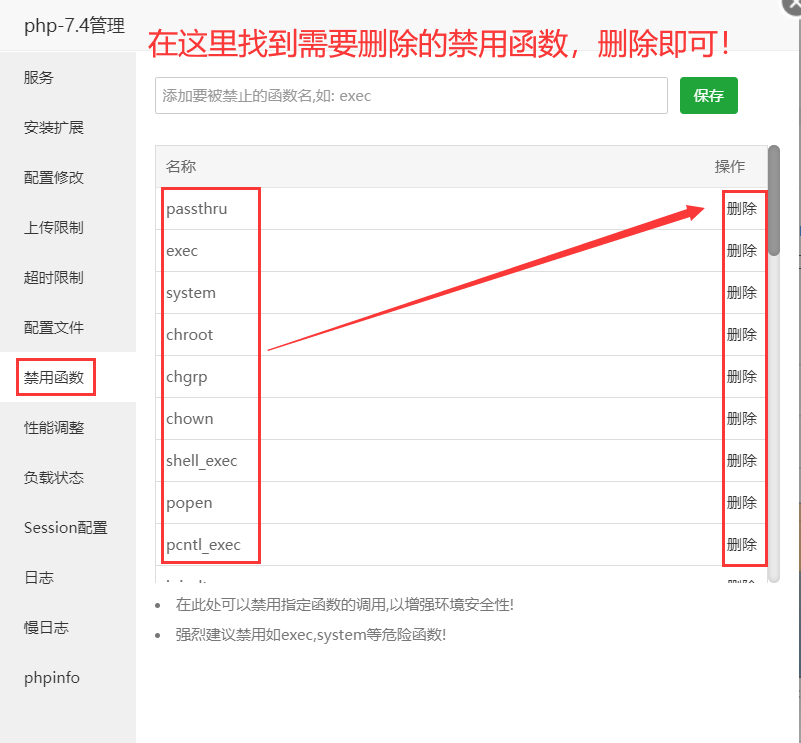 php-7.4管理
在这里找到需要删除的禁用函数，删除即可！
服务
安装扩展
配置修改
上传限制
超时限制
配置文件
禁用函数
性能调整
负载状态
Session配置
日志
慢日志
phpinfo
添加要被禁止的函数名,如: exec
保存
名称 操作
passthru 删除
exec 删除
system 删除
chroot 删除
chgrp 删除
chown 删除
shell_exec 删除
popen 删除
pcntl_exec 删除
删除
在此处可以禁用指定函数的调用,以增强环境安全性!
强烈建议禁用如exec,system等危险函数!